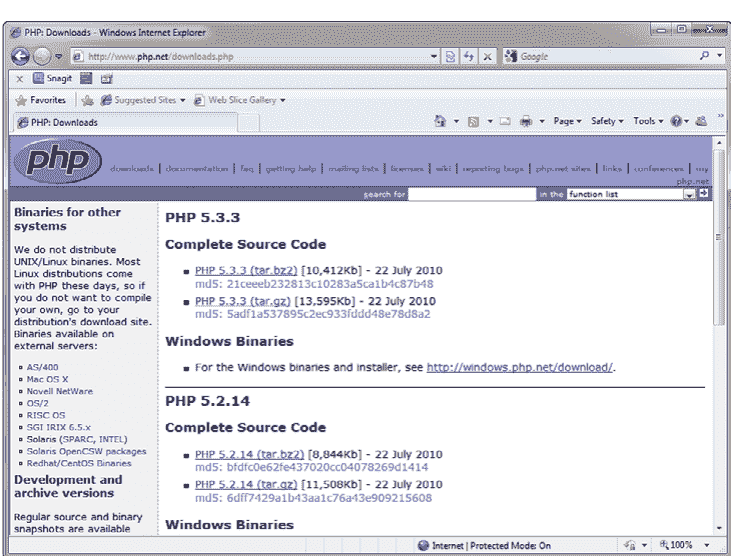 PHP: Downloads - Windows Internet Explorer
http://www.php.net/downloads.php
Google
x Snagit
Favorites
Suggested Sites
Web Slice Gallery
PHP: Downloads
Page
Safety
Tools
php
downloads | documentation | faq | getting help | mailing lists | licenses | wiki | reporting bugs | php.net sites | links | conferences | my
php.net
search for
in the
function list
Binaries for other
systems
We do not distribute
UNIX/Linux binaries. Most
Linux distributions come
with PHP these days, so if
you do not want to compile
your own, go to your
distribution's download site.
Binaries available on
external servers:
AS/400
Mac OS X
Novell NetWare
OS/2
RISC OS
SGI IRIX 6.5.x
Solaris (SPARC, INTEL)
Solaris OpenCSW packages
Redhat/CentOS Binaries
Development and
archive versions
Regular source and binary
snapshots are available
PHP 5.3.3
Complete Source Code
PHP 5.3.3 (tar.bz2) [10,412Kb] - 22 July 2010
md5: 21ceeeb232813c10283a5ca1b4c87b48
PHP 5.3.3 (tar.gz) [13,595Kb] - 22 July 2010
md5: 5adf1a537895c2ec933fddd48e78d8a2
Windows Binaries
For the Windows binaries and installer, see http://windows.php.net/download/.
PHP 5.2.14
Complete Source Code
PHP 5.2.14 (tar.bz2) [8,844Kb] - 22 July 2010
md5: bfdfc0e62fe437020cc04078269d1414
PHP 5.2.14 (tar.gz) [11,508Kb] - 22 July 2010
md5: 6dff7429a1b43aa1c76a43e909215608
Windows Binaries
Internet | Protected Mode: On
100%